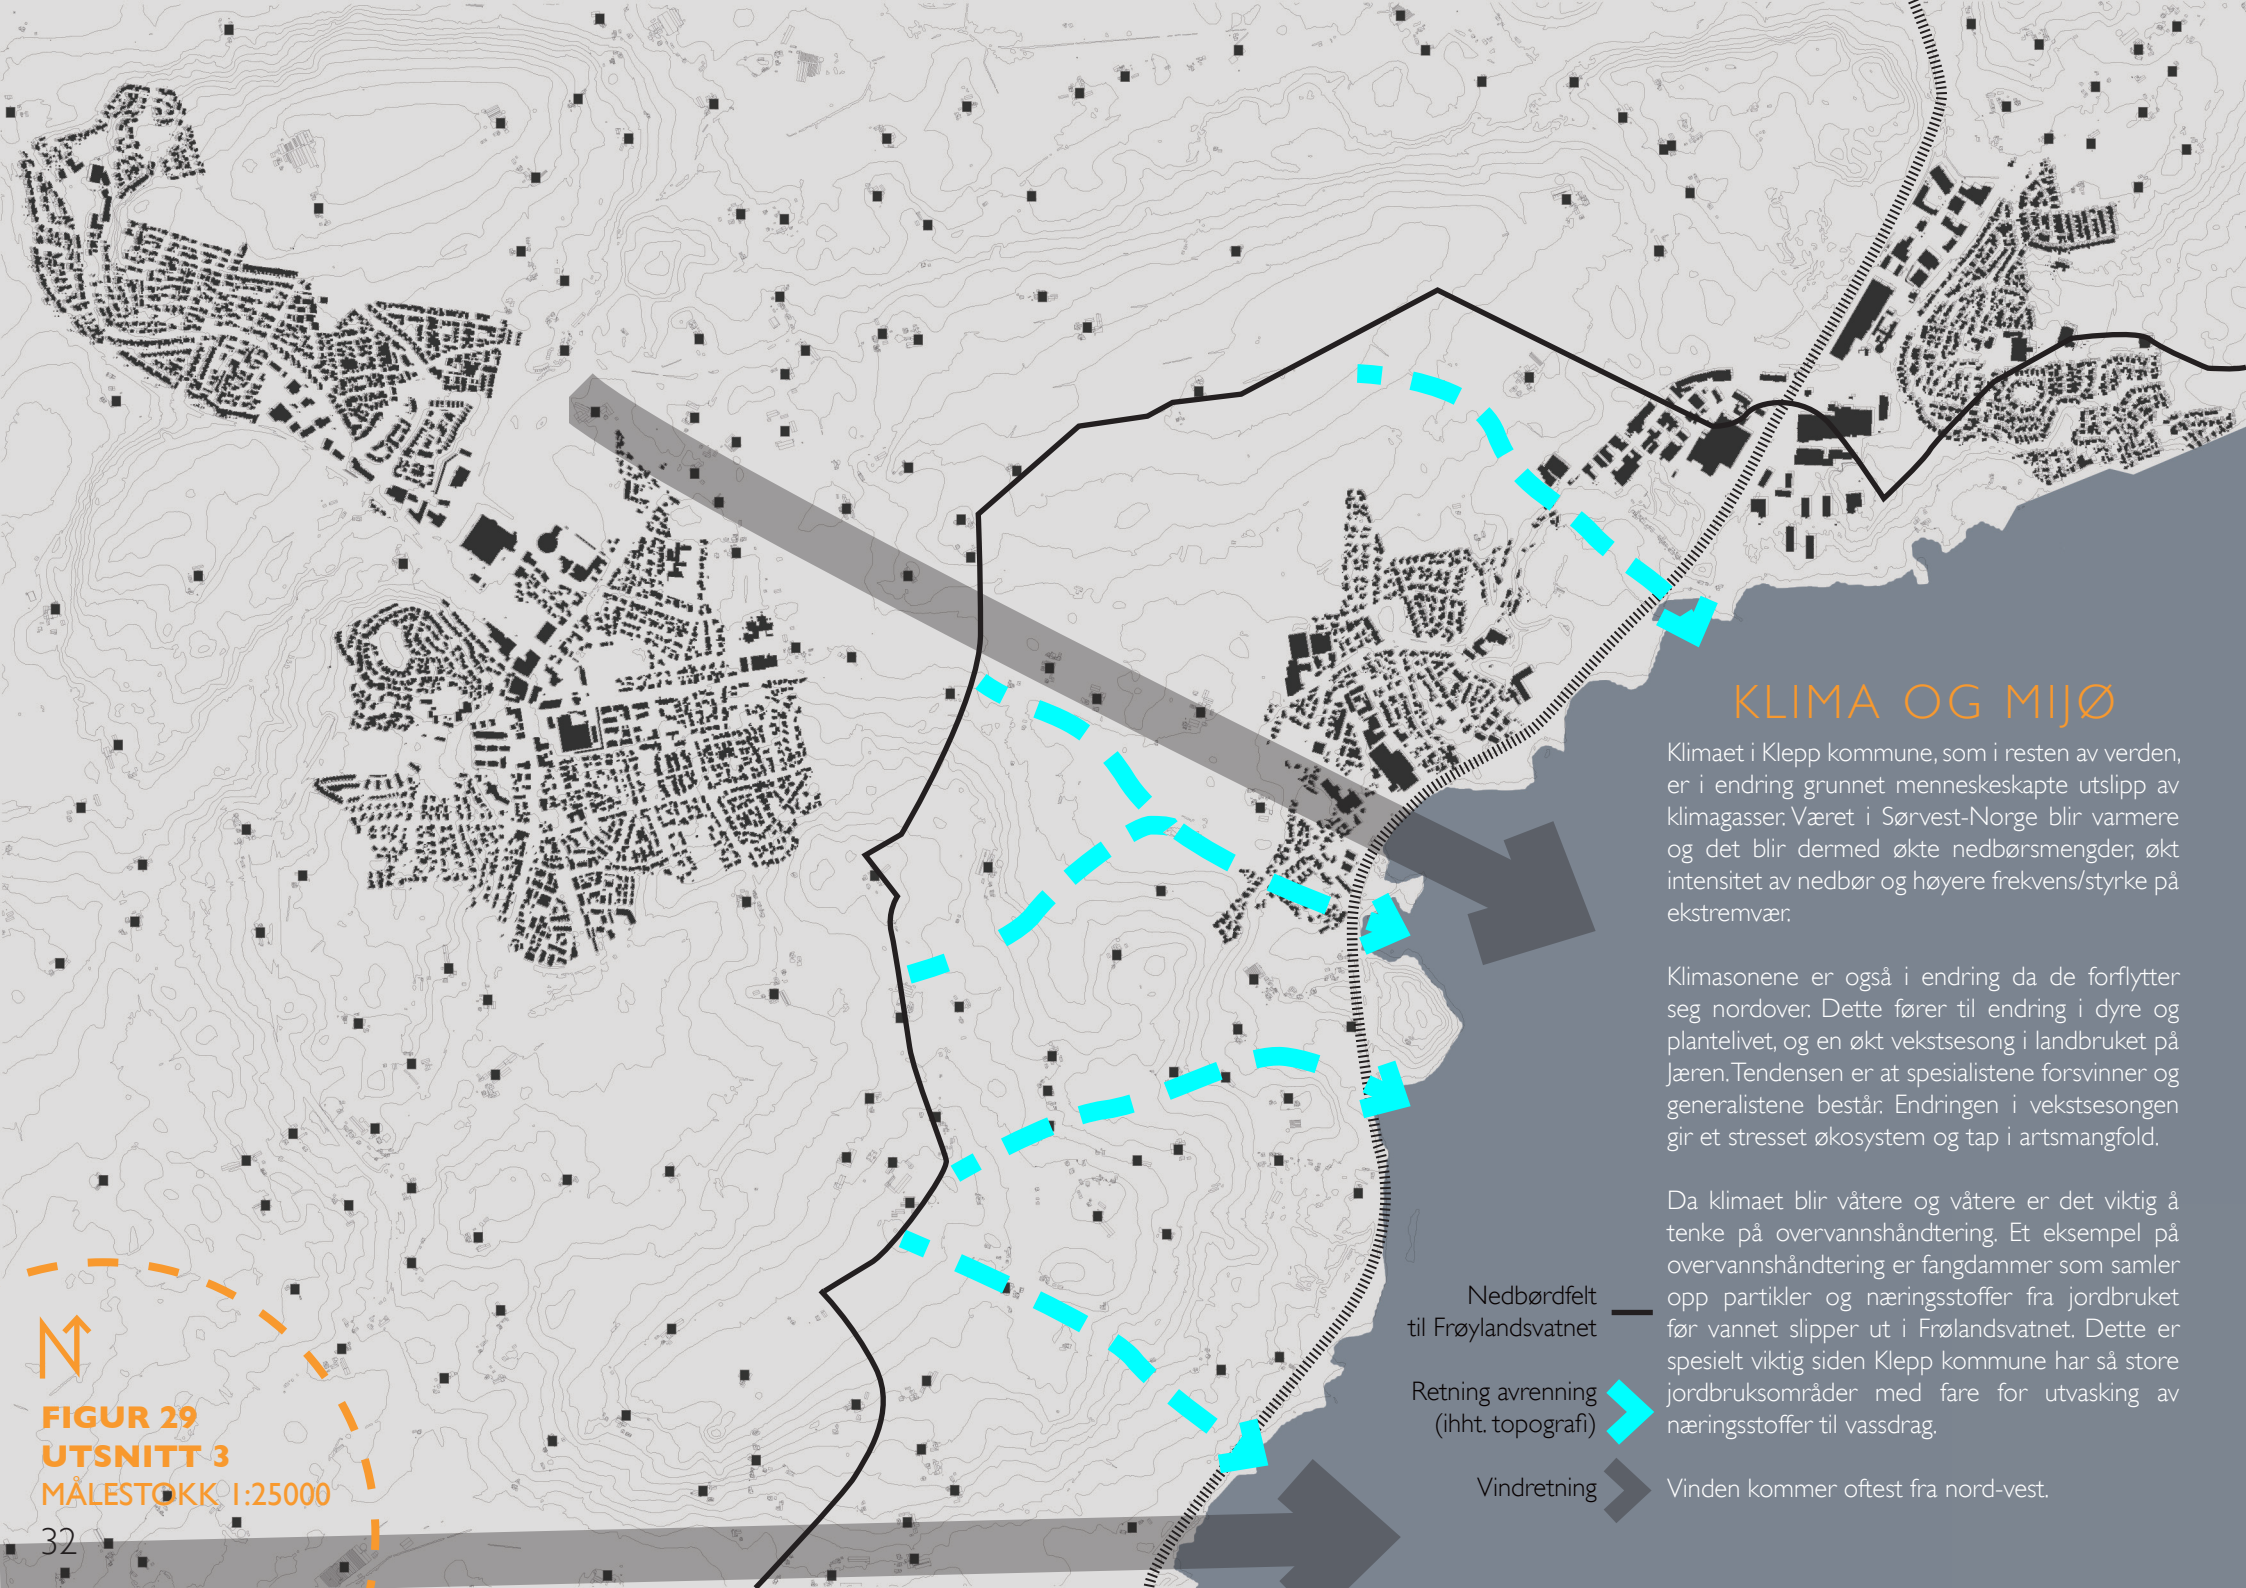 KLIMA OG MIJØ
Klimaet i Klepp kommune, som i resten av verden,
er i endring grunnet menneskeskapte utslipp av
klimagasser. Været i Sørvest-Norge blir varmere
og det blir dermed økte nedbørsmengder, økt
intensitet av nedbør og høyere frekvens/styrke på
ekstremvær.
Klimasonene er også i endring da de forflytter
seg nordover. Dette fører til endring i dyre og
plantelivet, og en økt vekstsesong i landbruket på
Jæren. Tendensen er at spesialistene forsvinner og
generalistene består. Endringen i vekstsesongen
gir et stresset økosystem og tap i artsmangfold.
Da klimaet blir våtere og våtere er det viktig å
tenke på overvannshåndtering. Et eksempel på
overvannshåndtering er fangdammer som samler
opp partikler og næringsstoffer fra jordbruket
før vannet slipper ut i Frølandsvatnet. Dette er
spesielt viktig siden Klepp kommune har så store
jordbruksområder med fare for utvasking av
næringsstoffer til vassdrag.
Vinden kommer oftest fra nord-vest.
Nedbørdfelt
til Frøylandsvatnet
Retning avrenning
(ihht. topografi)
Vindretning
N
FIGUR 29
UTSNITT 3
MÅLESTOKK 1:25000
32